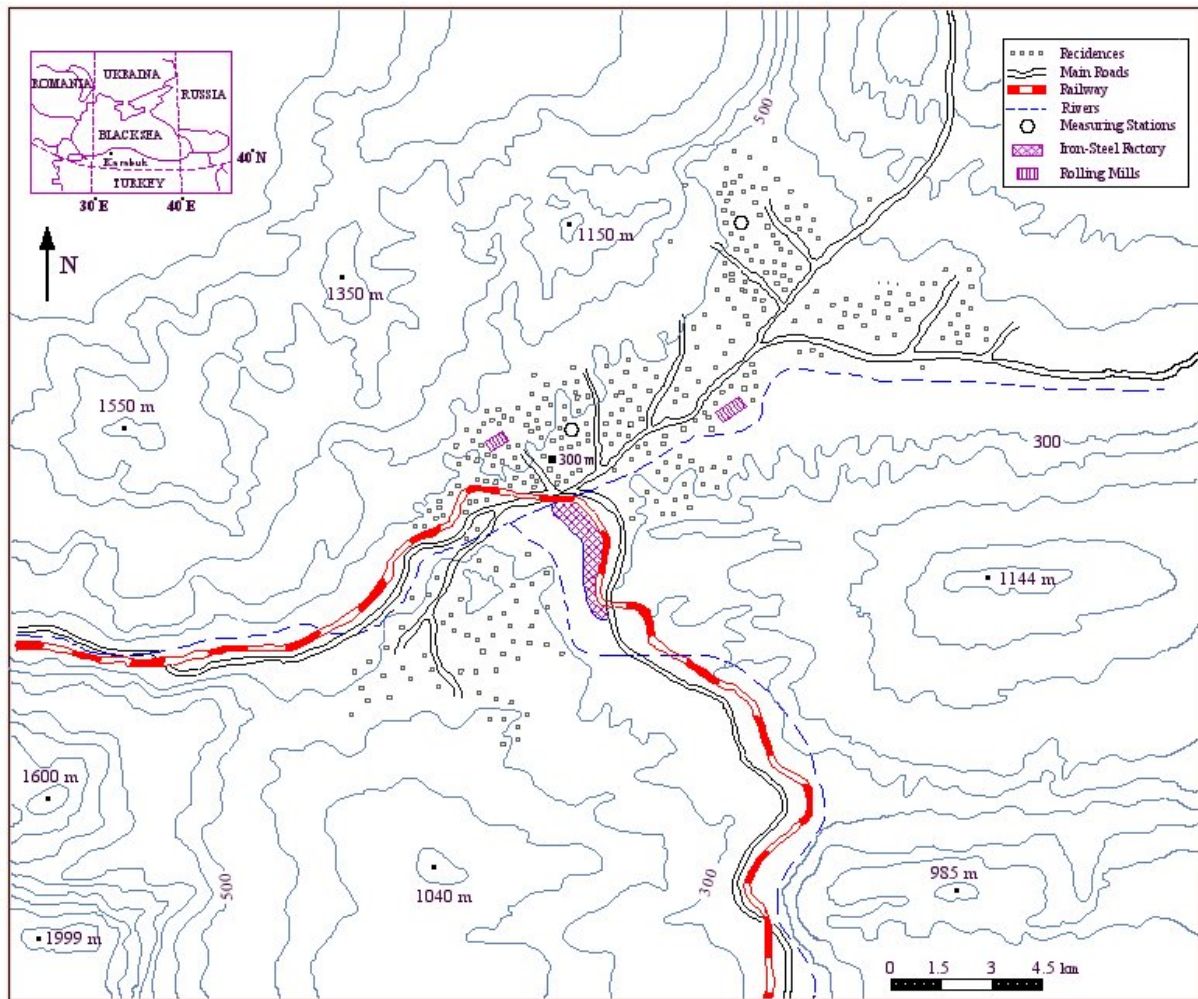 ROMANIA
UKRAINA
RUSSIA
BLACKSEA
Karabuk
TURKEY
40°N
30°E
40°E
N
Recidences
Main Roads
Railway
Rivers
Measuring Stations
Iron-Steel Factory
Rolling Mills
500
1150 m
1350 m
1550 m
300
300 m
1144 m
1600 m
500
1040 m
300
985 m
1999 m
0 1.5 3 4.5 km